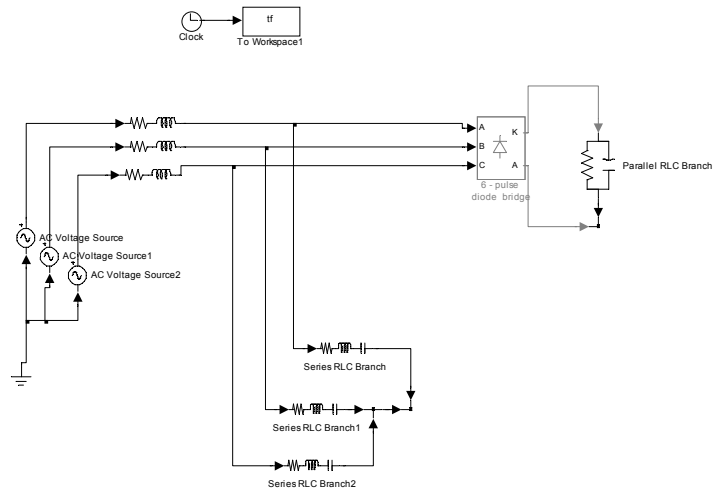 tf
Clock
To Workspace1
A
B
C
K
A
6 - pulse
diode bridge
Parallel RLC Branch
+
AC Voltage Source
+
AC Voltage Source1
+
AC Voltage Source2
Series RLC Branch
Series RLC Branch1
Series RLC Branch2